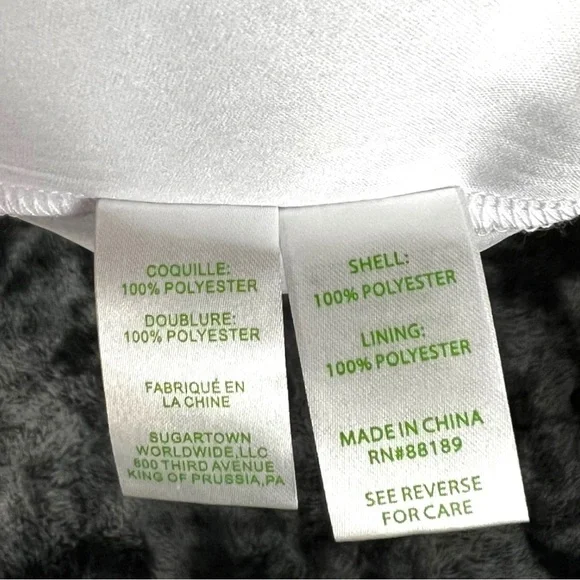 COQUILLE:
100% POLYESTER
DOUBLURE:
100% POLYESTER
FABRIQUÉ EN
LA CHINE
SUGARTOWN
WORLDWIDE,LLC
800 THIRD AVENUE
KING OF PRUSSIA,PA
SHELL:
100% POLYESTER
LINING:
100% POLYESTER
MADE IN CHINA
RN#88189
SEE REVERSE
FOR CARE